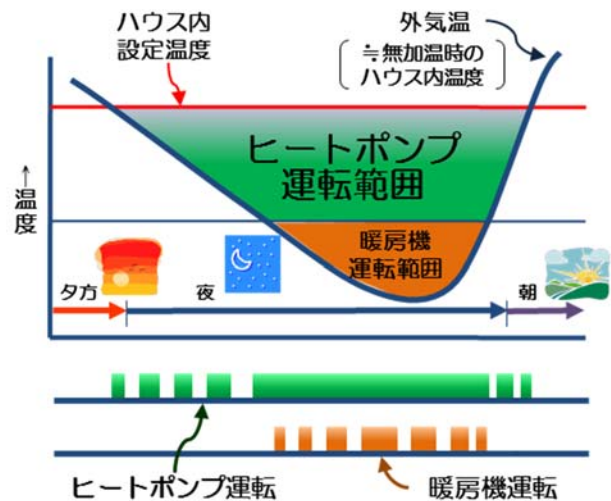 ハウス内
設定温度
外気温
≒無加温時の
ハウス内温度
ヒートポンプ
運転範囲
暖房機
運転範囲
←温度
夕方
夜
朝
ヒートポンプ運転
暖房機運転